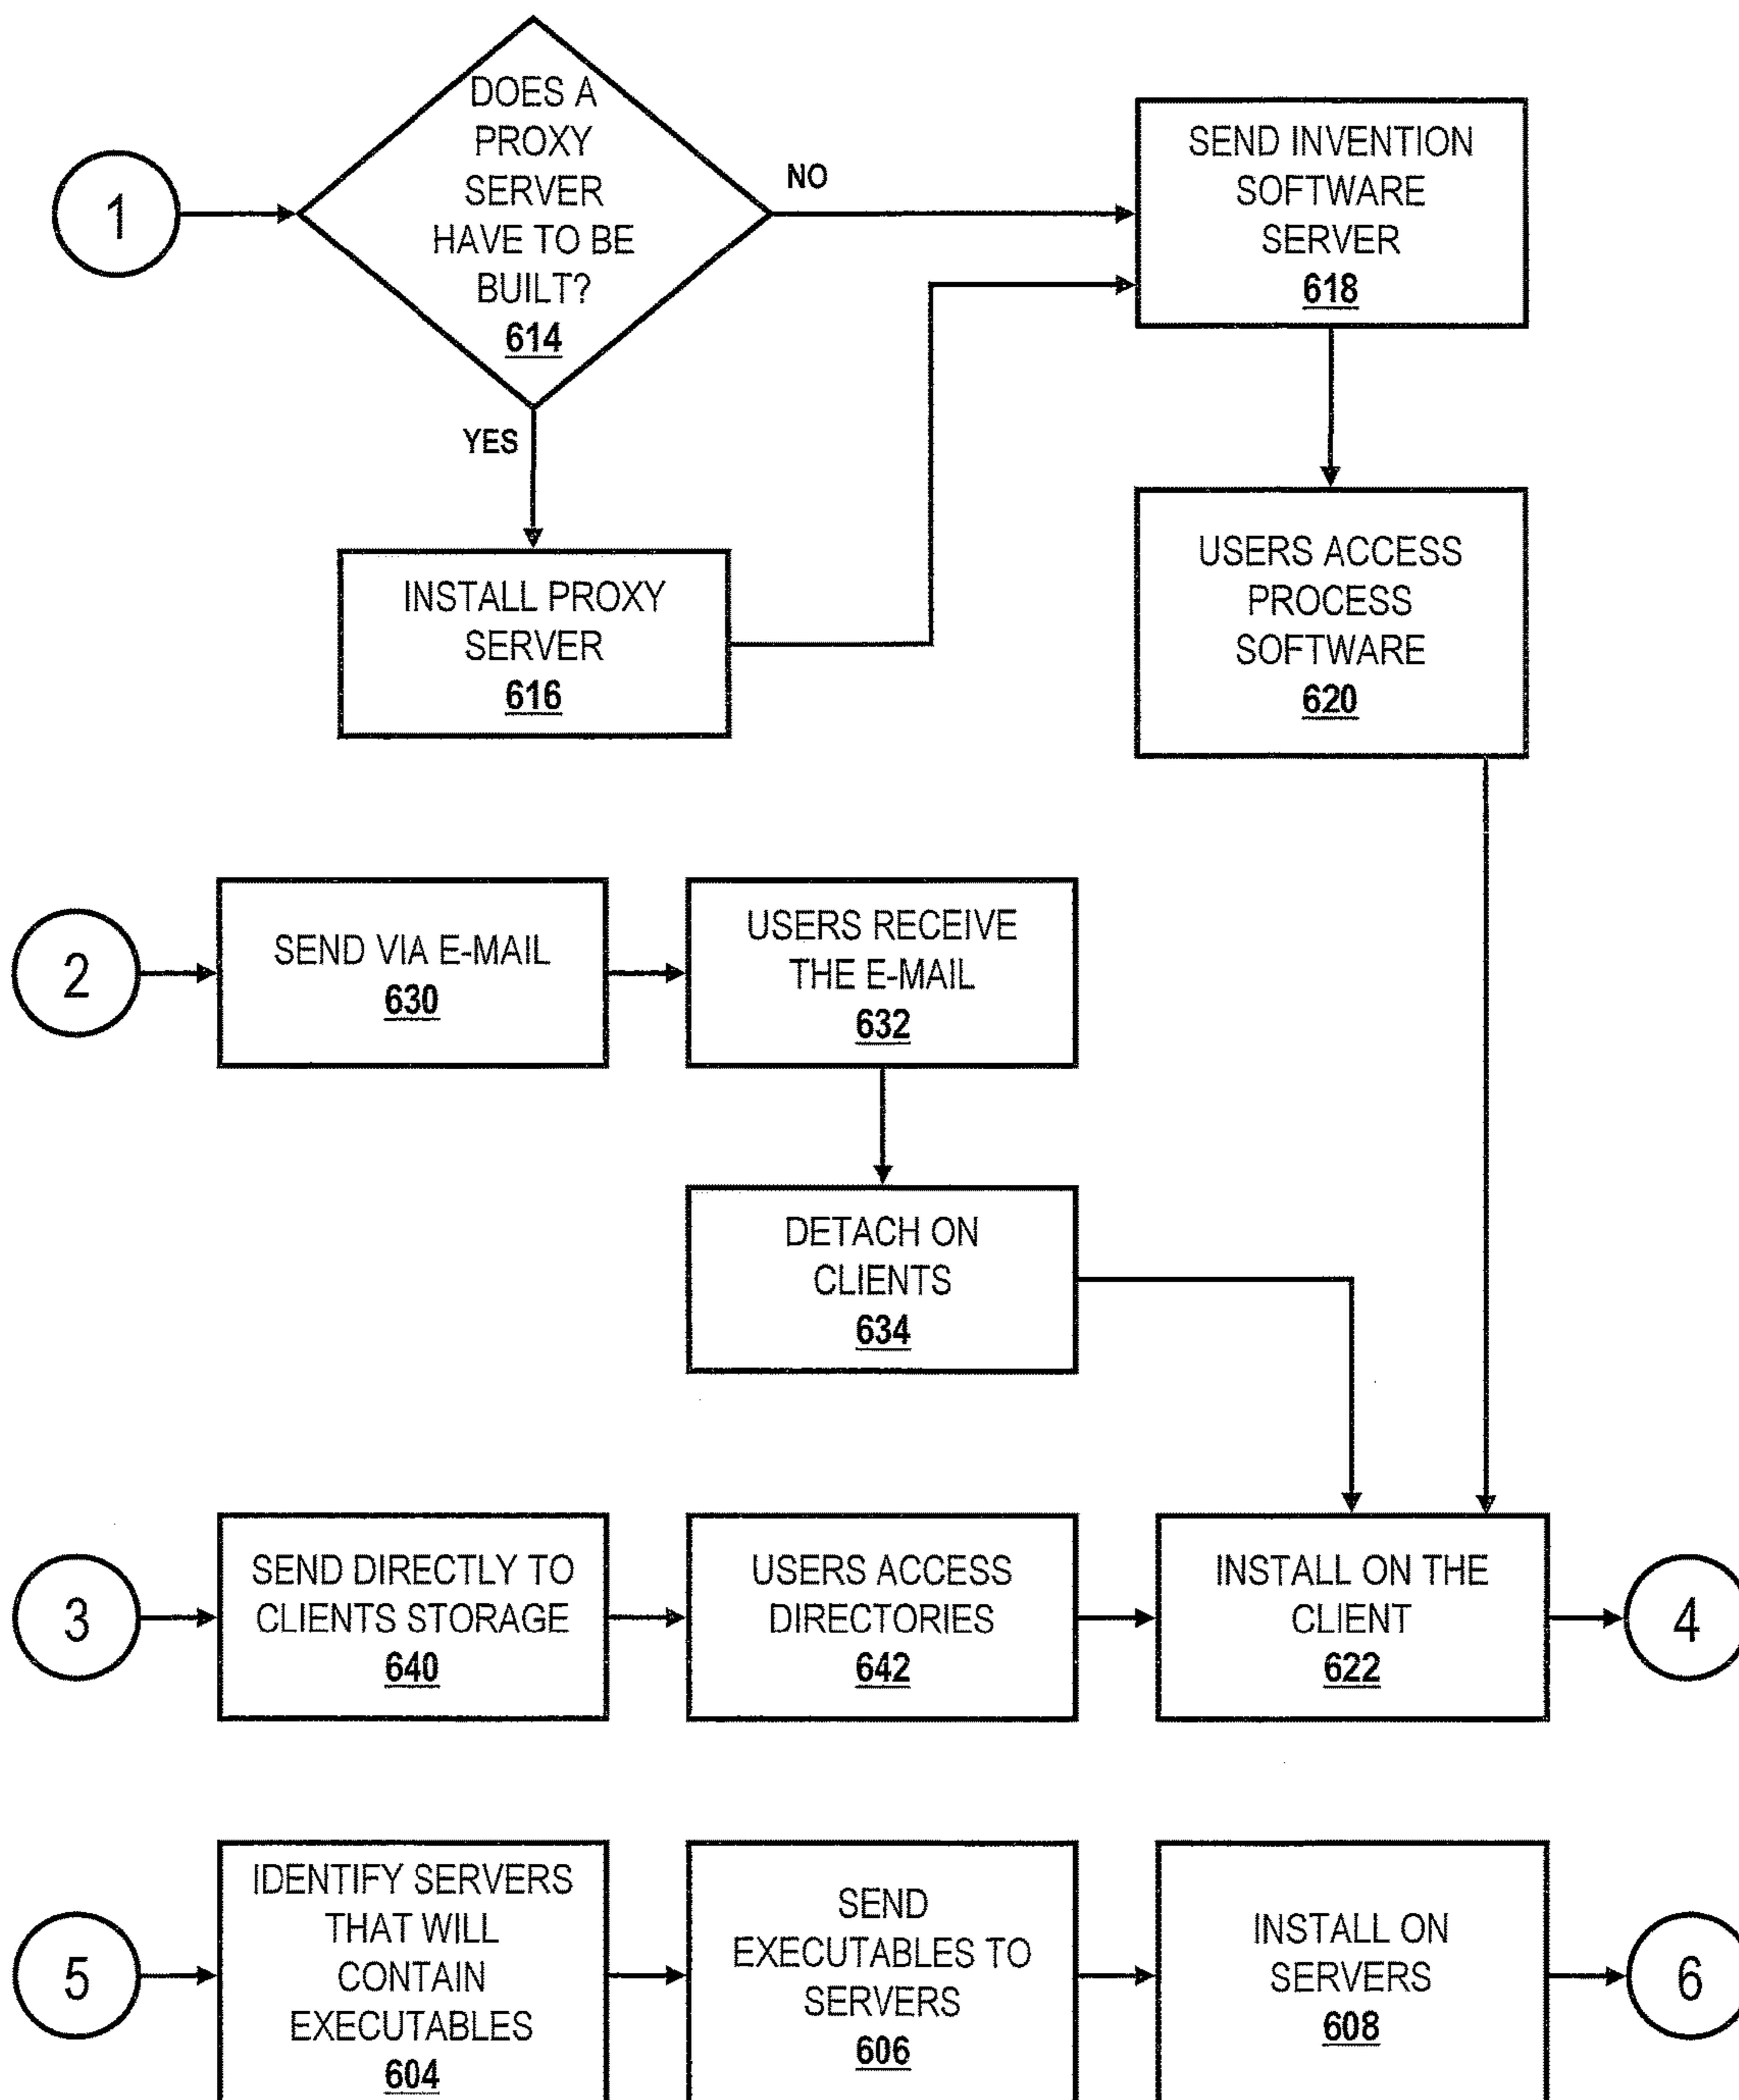 1
DOES A
PROXY
SERVER
HAVE TO BE
BUILT?
614
NO
YES
SEND INVENTION
SOFTWARE
SERVER
618
INSTALL PROXY
SERVER
616
USERS ACCESS
PROCESS
SOFTWARE
620
2
SEND VIA E-MAIL
630
USERS RECEIVE
THE E-MAIL
632
DETACH ON
CLIENTS
634
3
SEND DIRECTLY TO
CLIENTS STORAGE
640
USERS ACCESS
DIRECTORIES
642
INSTALL ON THE
CLIENT
622
4
5
IDENTIFY SERVERS
THAT WILL
CONTAIN
EXECUTABLES
604
SEND
EXECUTABLES TO
SERVERS
606
INSTALL ON
SERVERS
608
6